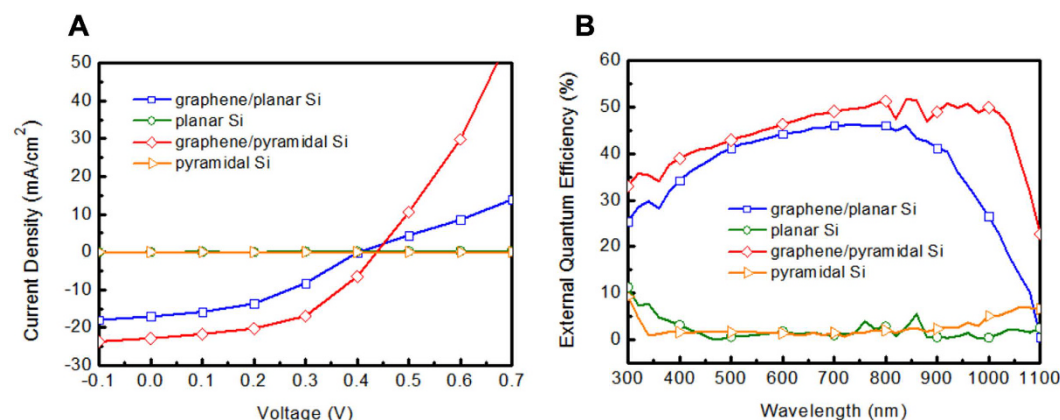 A
50
40
30
20
10
0
-10
-20
-30
Current Density (mA/cm²)
graphene/planar Si
planar Si
graphene/pyramidal Si
pyramidal Si
-0.1 0.0 0.1 0.2 0.3 0.4 0.5 0.6 0.7
Voltage (V)
B
60
50
40
30
20
10
0
External Quantum Efficiency (%)
graphene/planar Si
planar Si
graphene/pyramidal Si
pyramidal Si
300 400 500 600 700 800 900 1000 1100
Wavelength (nm)